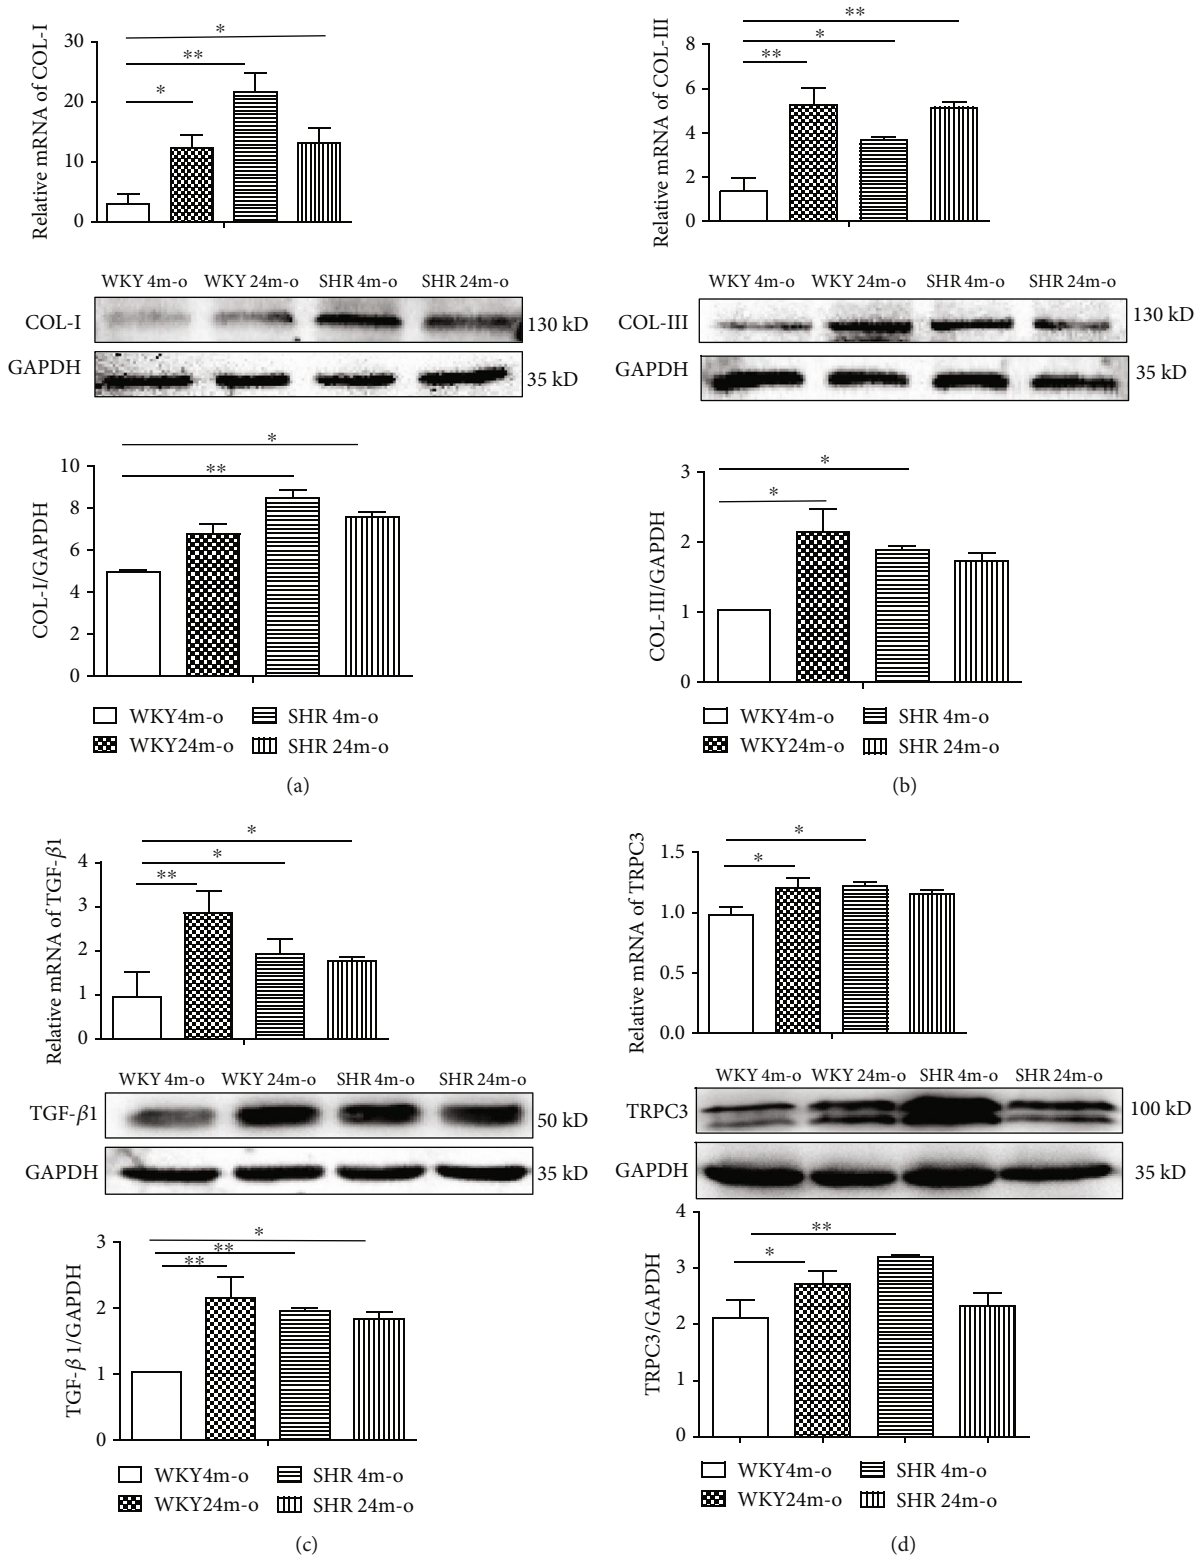 *
**
*
30
20
10
0
Relative mRNA of COL-I
WKY 4m-o WKY 24m-o SHR 4m-o SHR 24m-o
COL-I 130 kD
GAPDH 35 kD
*
**
10
8
6
4
2
0
COL-I/GAPDH
WKY4m-o SHR 4m-o
WKY24m-o SHR 24m-o
(a)
**
*
**
8
6
4
2
0
Relative mRNA of COL-III
WKY 4m-o WKY 24m-o SHR 4m-o SHR 24m-o
COL-III 130 kD
GAPDH 35 kD
*
*
3
2
1
0
COL-III/GAPDH
WKY4m-o SHR 4m-o
WKY24m-o SHR 24m-o
(b)
*
*
**
4
3
2
1
0
Relative mRNA of TGF-β1
WKY 4m-o WKY 24m-o SHR 4m-o SHR 24m-o
TGF-β1 50 kD
GAPDH 35 kD
*
**
**
3
2
1
0
TGF-β 1/GAPDH
WKY4m-o SHR 4m-o
WKY24m-o SHR 24m-o
(c)
*
*
1.5
1.0
0.5
0.0
Relative mRNA of TRPC3
WKY 4m-o WKY 24m-o SHR 4m-o SHR 24m-o
TRPC3 100 kD
GAPDH 35 kD
**
*
4
3
2
1
0
TRPC3/GAPDH
WKY4m-o SHR 4m-o
WKY24m-o SHR 24m-o
(d)